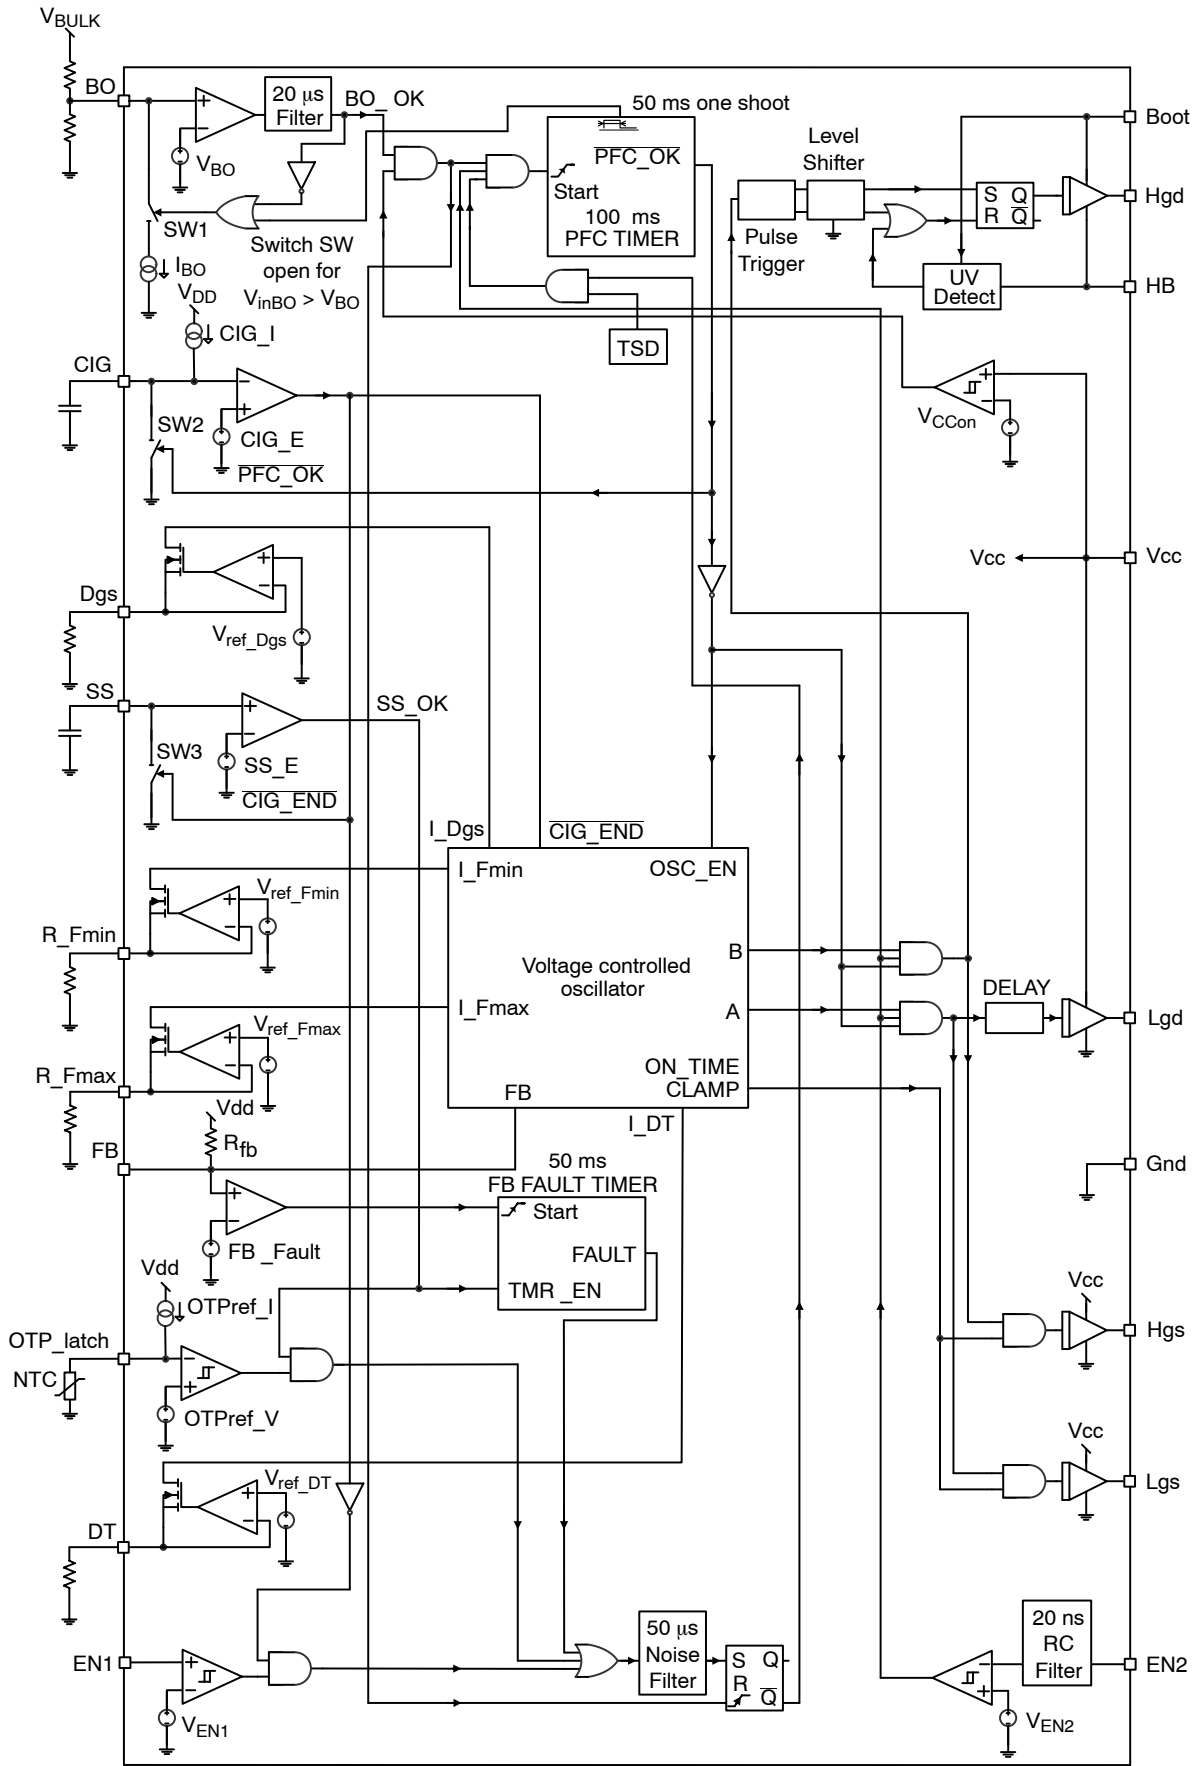 VBULK
BO
20 μs
Filter
BO_OK
50 ms one shoot
Boot
Level
Shifter
VBO
PFC_OK
Start
100 ms
PFC TIMER
S Q
R Q
Hgd
SW1
Switch SW
open for
VinBO > VBO
Pulse
Trigger
IBO
VDD
UV
Detect
HB
CIG_I
TSD
CIG
SW2
CIG_E
PFC_OK
VCCon
Vcc
Vcc
Dgs
Vref_Dgs
SS
SS_OK
SW3
SS_E
CIG_END
I_Dgs
CIG_END
I_Fmin
OSC_EN
Vref_Fmin
R_Fmin
Voltage controlled
oscillator
B
DELAY
I_Fmax
A
Lgd
Vref_Fmax
R_Fmax
ON_TIME
CLAMP
FB
Vdd
Rfb
I_DT
FB
50 ms
FB FAULT TIMER
Gnd
Start
FB _Fault
FAULT
Vdd
TMR _EN
Vcc
OTPref_I
OTP_latch
Hgs
NTC
OTPref_V
Vcc
Vref_DT
Lgs
DT
20 ns
RC
Filter
50 μs
Noise
Filter
EN1
S Q
R Q
EN2
VEN1
VEN2